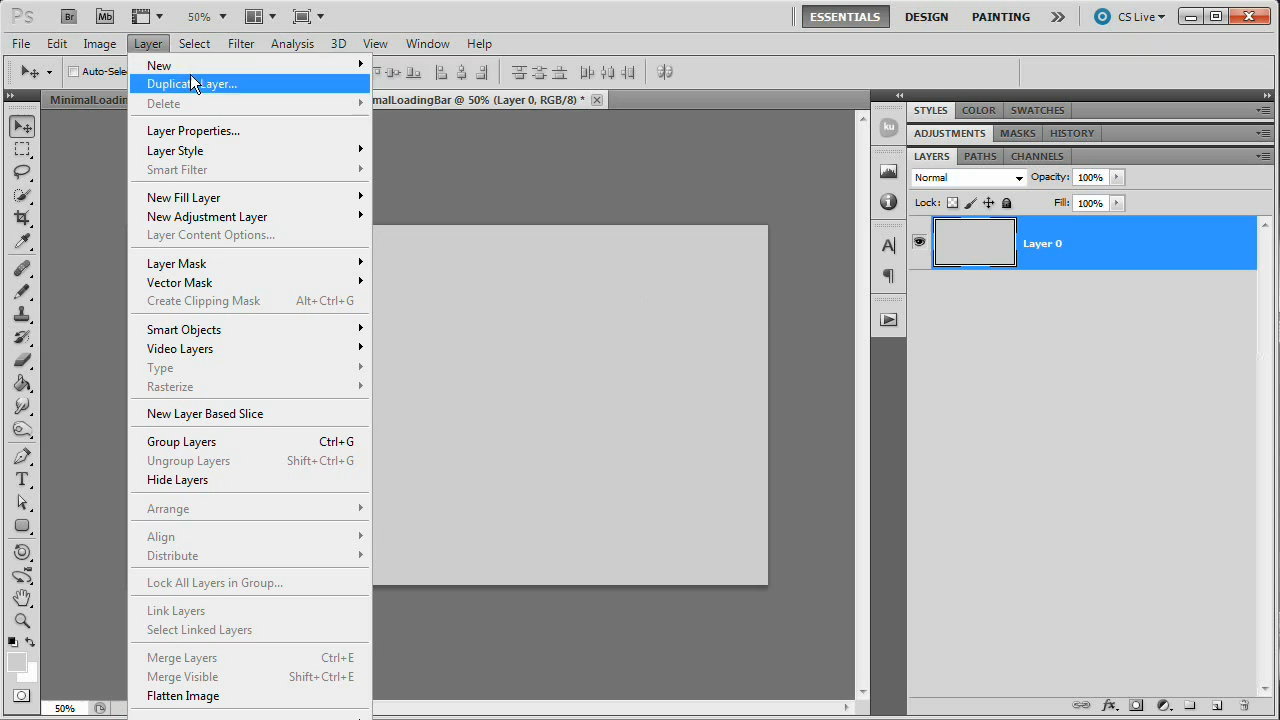 Ps Br Mb 50% ESSENTIALS DESIGN PAINTING CS Live
File Edit Image Layer Select Filter Analysis 3D View Window Help
MinimalLoadin malLoadingBar @ 50% (Layer 0, RGB/8) *
New
Layer...
Delete
Layer Properties...
Layer Style
Smart Filter
New Fill Layer
New Adjustment Layer
Layer Content Options...
Layer Mask
Vector Mask
Create Clipping Mask Alt+Ctrl+G
Smart Objects
Video Layers
Type
Rasterize
New Layer Based Slice
Group Layers Ctrl+G
Ungroup Layers Shift+Ctrl+G
Hide Layers
Arrange
Align
Distribute
Lock All Layers in Group...
Link Layers
Select Linked Layers
Merge Layers Ctrl+E
Merge Visible Shift+Ctrl+E
Flatten Image
50%
ku
STYLES COLOR SWATCHES
ADJUSTMENTS MASKS HISTORY
LAYERS PATHS CHANNELS
Normal Opacity: 100%
Lock: Fill: 100%
Layer 0